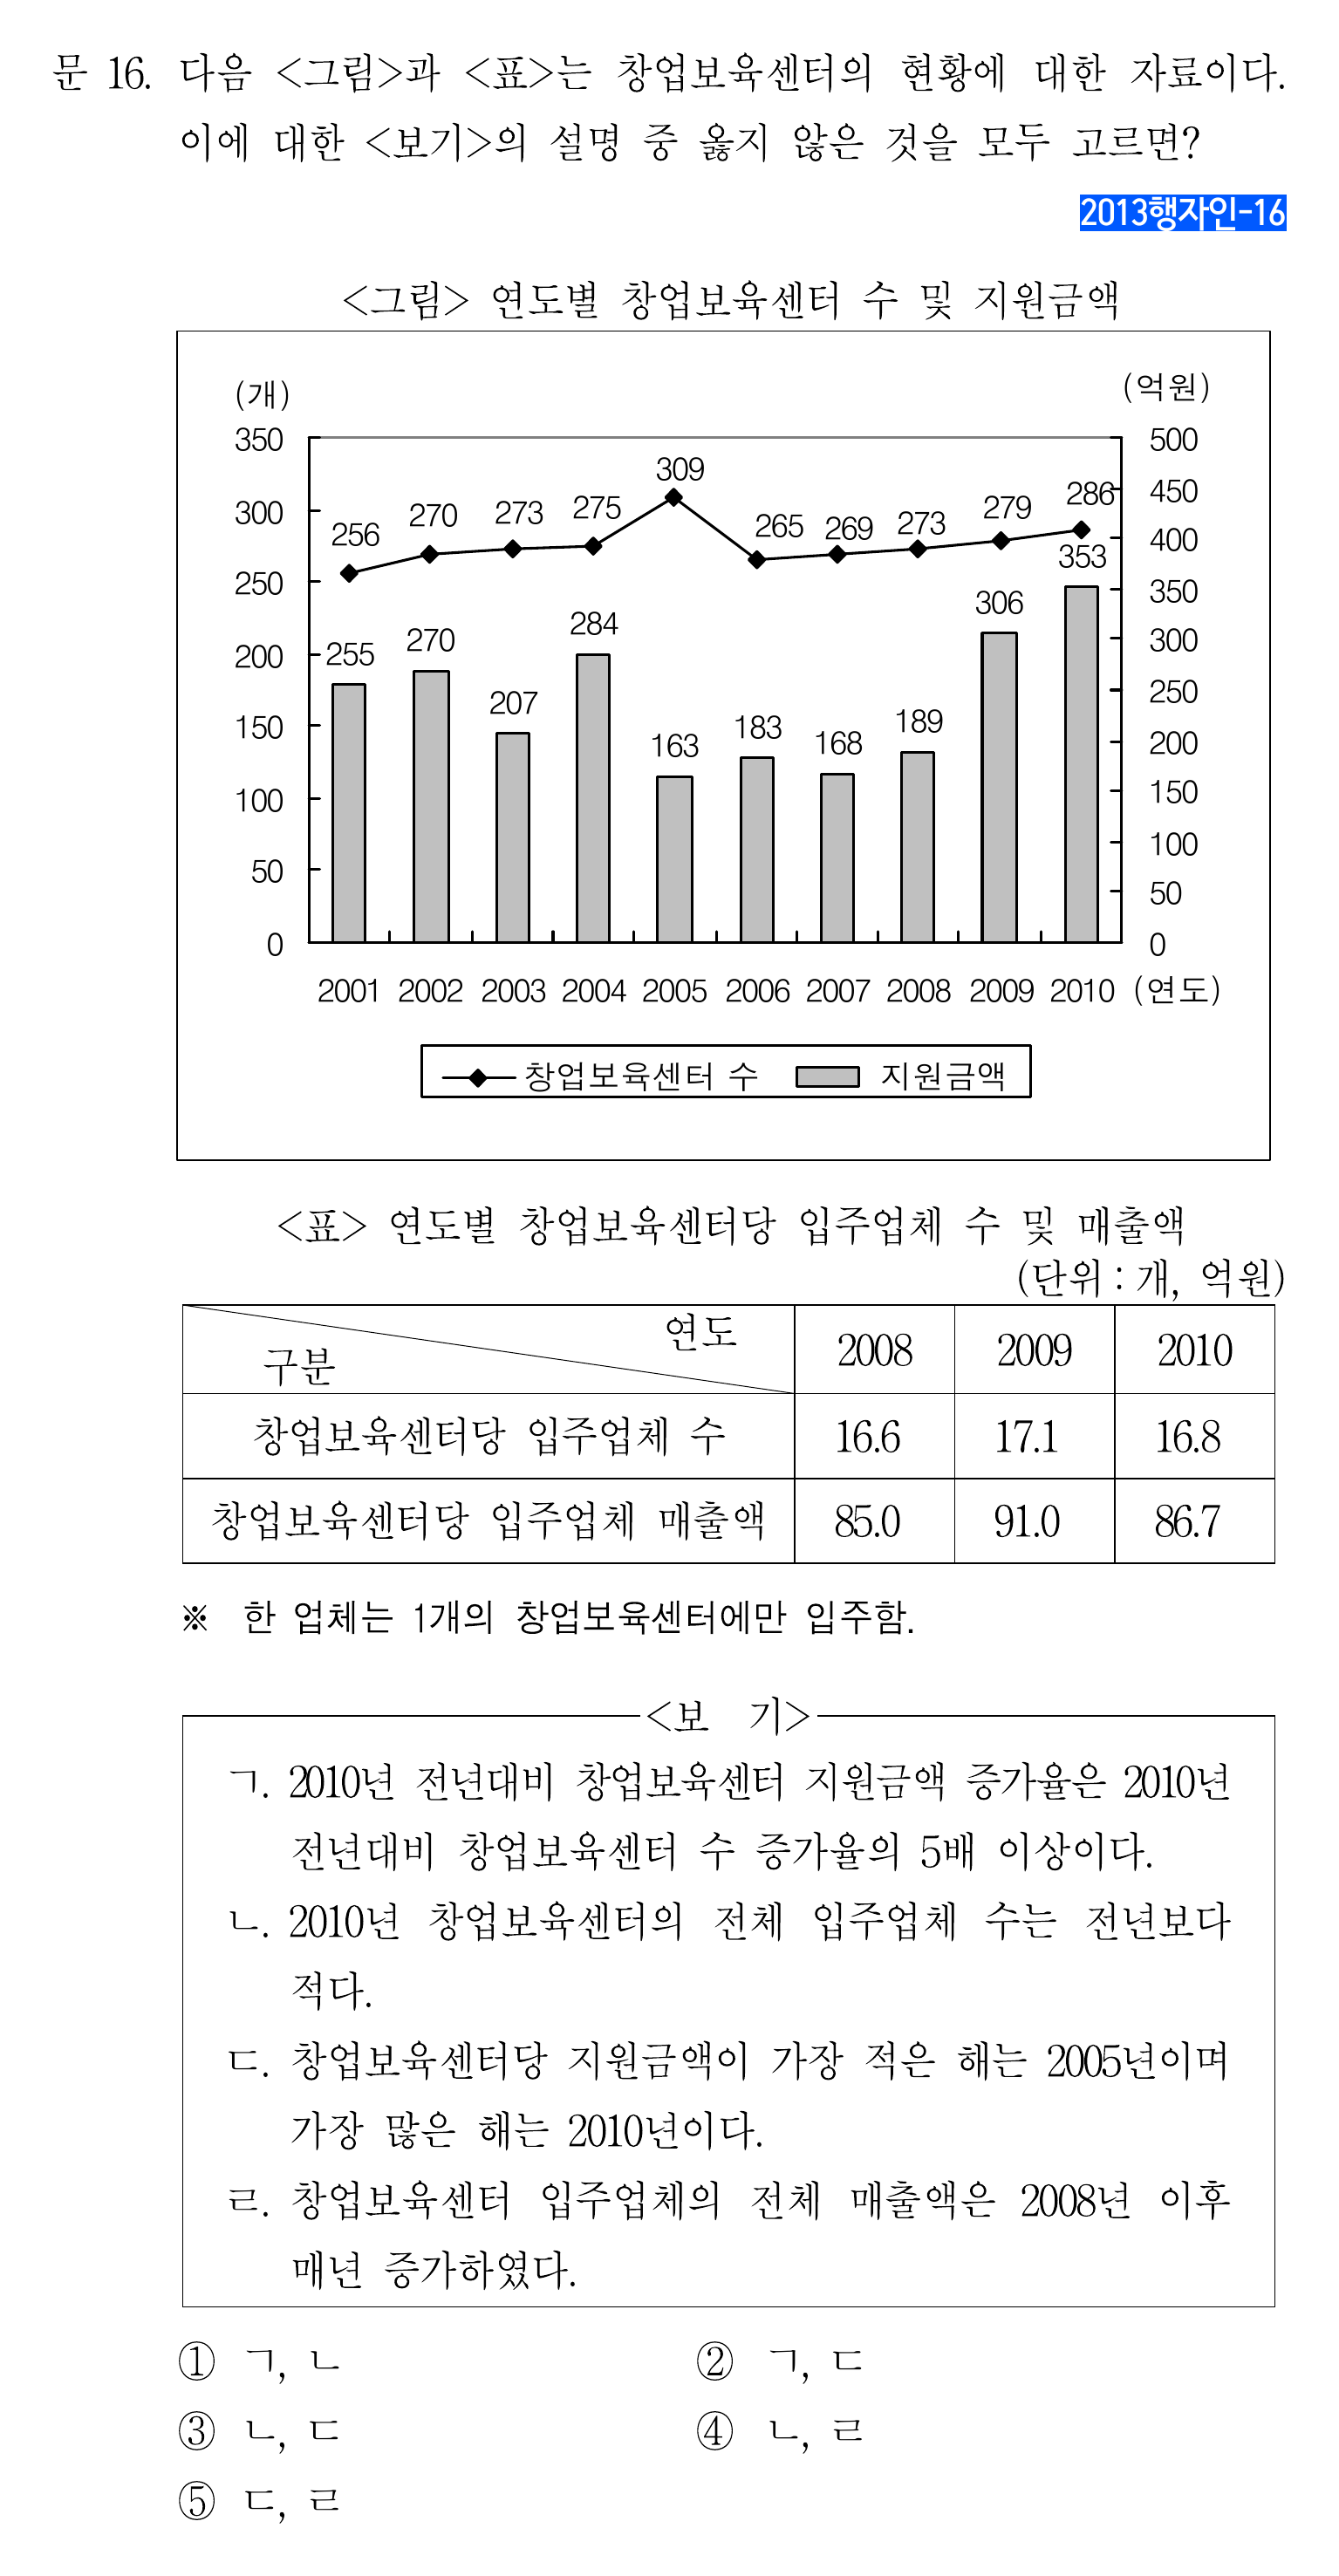 문 16. 다음 <그림>과 <표>는 창업보육센터의 현황에 대한 자료이다.
이에 대한 <보기>의 설명 중 옳지 않은 것을 모두 고르면?
2013행자인-16
<그림> 연도별 창업보육센터 수 및 지원금액
(개)
(억원)
350
300
250
200
150
100
50
0
500
450
400
350
300
250
200
150
100
50
0
256 270 273 275 309 265 269 273 279 286
255 270 207 284 163 183 168 189 306 353
2001 2002 2003 2004 2005 2006 2007 2008 2009 2010 (연도)
창업보육센터 수 지원금액
<표> 연도별 창업보육센터당 입주업체 수 및 매출액
(단위 : 개, 억원)
연도
구분
2008 2009 2010
창업보육센터당 입주업체 수 16.6 17.1 16.8
창업보육센터당 입주업체 매출액 85.0 91.0 86.7
※ 한 업체는 1개의 창업보육센터에만 입주함.
<보 기>
ㄱ. 2010년 전년대비 창업보육센터 지원금액 증가율은 2010년
전년대비 창업보육센터 수 증가율의 5배 이상이다.
ㄴ. 2010년 창업보육센터의 전체 입주업체 수는 전년보다
적다.
ㄷ. 창업보육센터당 지원금액이 가장 적은 해는 2005년이며
가장 많은 해는 2010년이다.
ㄹ. 창업보육센터 입주업체의 전체 매출액은 2008년 이후
매년 증가하였다.
① ㄱ, ㄴ ② ㄱ, ㄷ
③ ㄴ, ㄷ ④ ㄴ, ㄹ
⑤ ㄷ, ㄹ